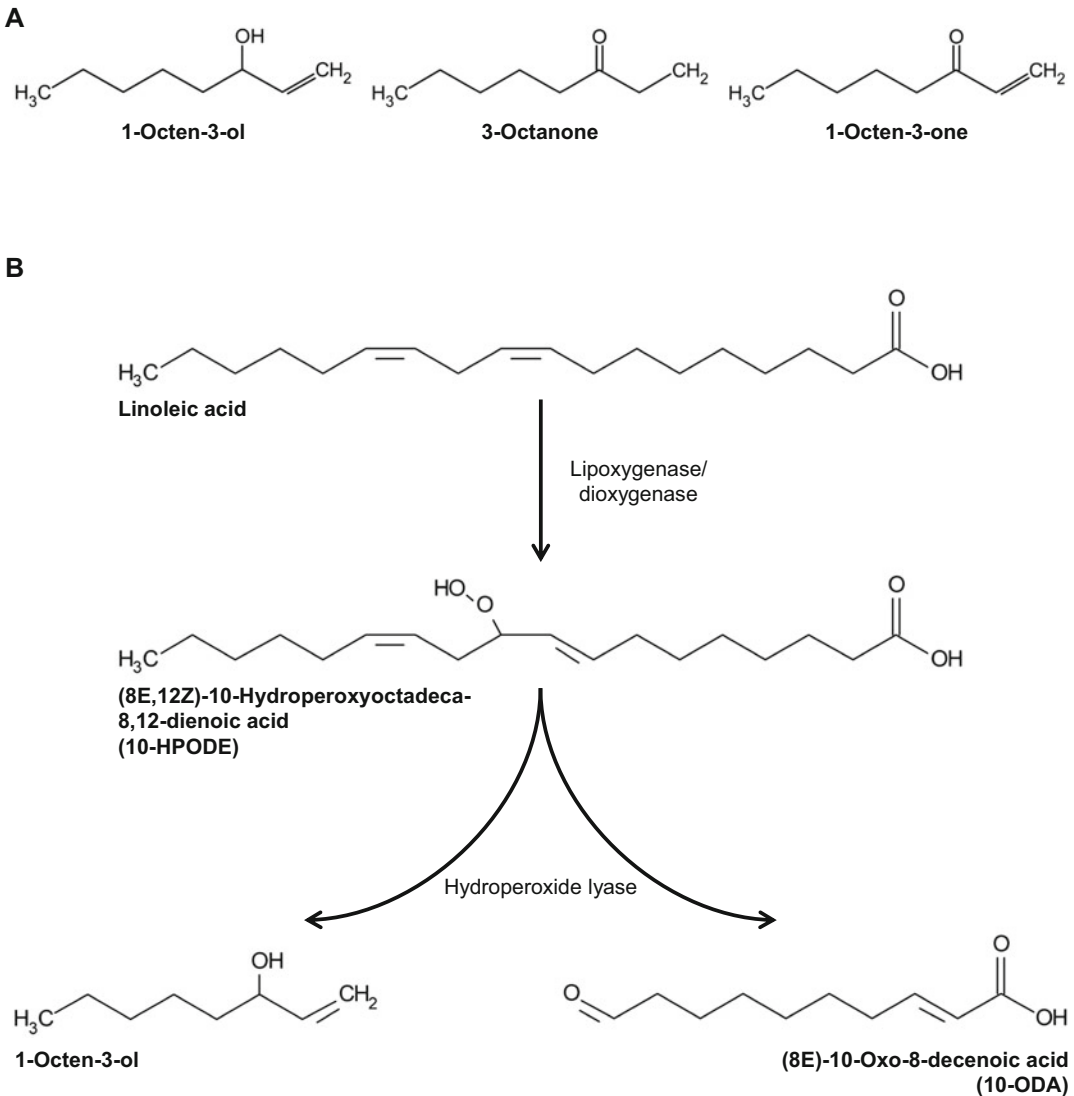 A
OH
H₃C
CH₂
1-Octen-3-ol
O
H₃C
CH₂
3-Octanone
O
H₃C
CH₂
1-Octen-3-one
B
O
H₃C
OH
Linoleic acid
Lipoxygenase/
dioxygenase
HO
O
O
H₃C
OH
(8E,12Z)-10-Hydroperoxyoctadeca-
8,12-dienoic acid
(10-HPODE)
Hydroperoxide lyase
OH
H₃C
CH₂
1-Octen-3-ol
O
O
OH
(8E)-10-Oxo-8-decenoic acid
(10-ODA)